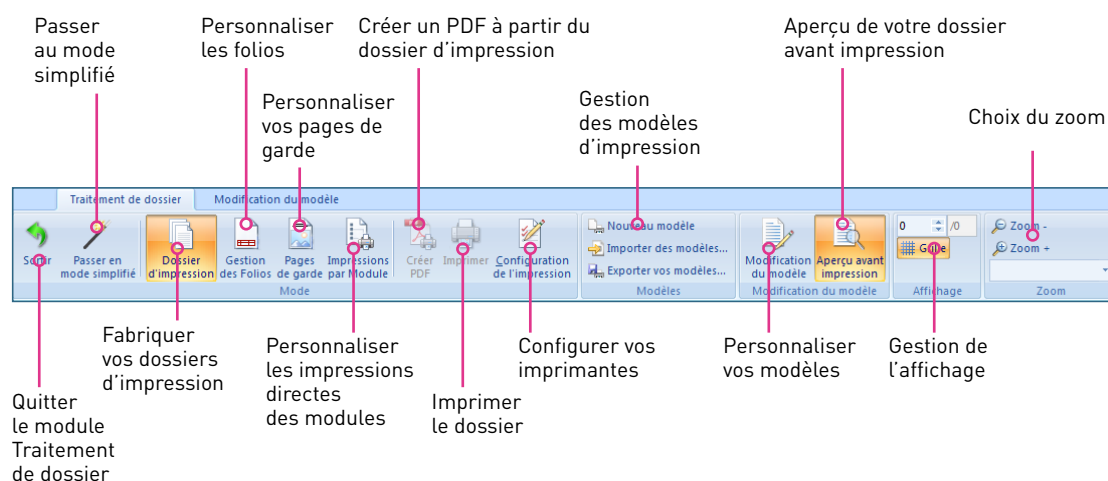 Passer
au mode
simplifié
Personnaliser
les folios
Créer un PDF à partir du
dossier d'impression
Aperçu de votre dossier
avant impression
Personnaliser
vos pages de
garde
Gestion
des modèles
d'impression
Choix du zoom
Traitement de dossier
Modification du modèle
Sortir
Passer en
mode simplifié
Dossier
d'impression
Gestion
des Folios
Pages
de garde
Impressions
par Module
Créer
PDF
Imprimer
Configuration
de l'impression
Mode
Nouveau modèle
Importer des modèles...
Exporter vos modèles...
Modèles
Modification
du modèle
Aperçu avant
impression
Modification du modèle
0 /0
Grille
Affichage
Zoom -
Zoom +
Zoom
Fabriquer
vos dossiers
d'impression
Personnaliser
les impressions
directes
des modules
Configurer vos
imprimantes
Personnaliser
vos modèles
Gestion de
l'affichage
Quitter
le module
Traitement
de dossier
Imprimer
le dossier